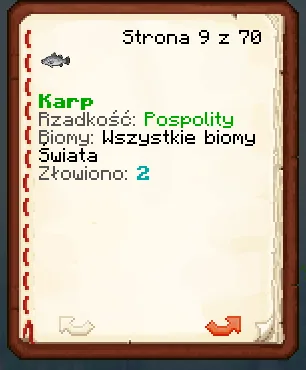 Strona 9 z 70
Karp
Rzadkość: Pospolity
Biomy: Wszystkie biomy
Świata
Złowiono: 2